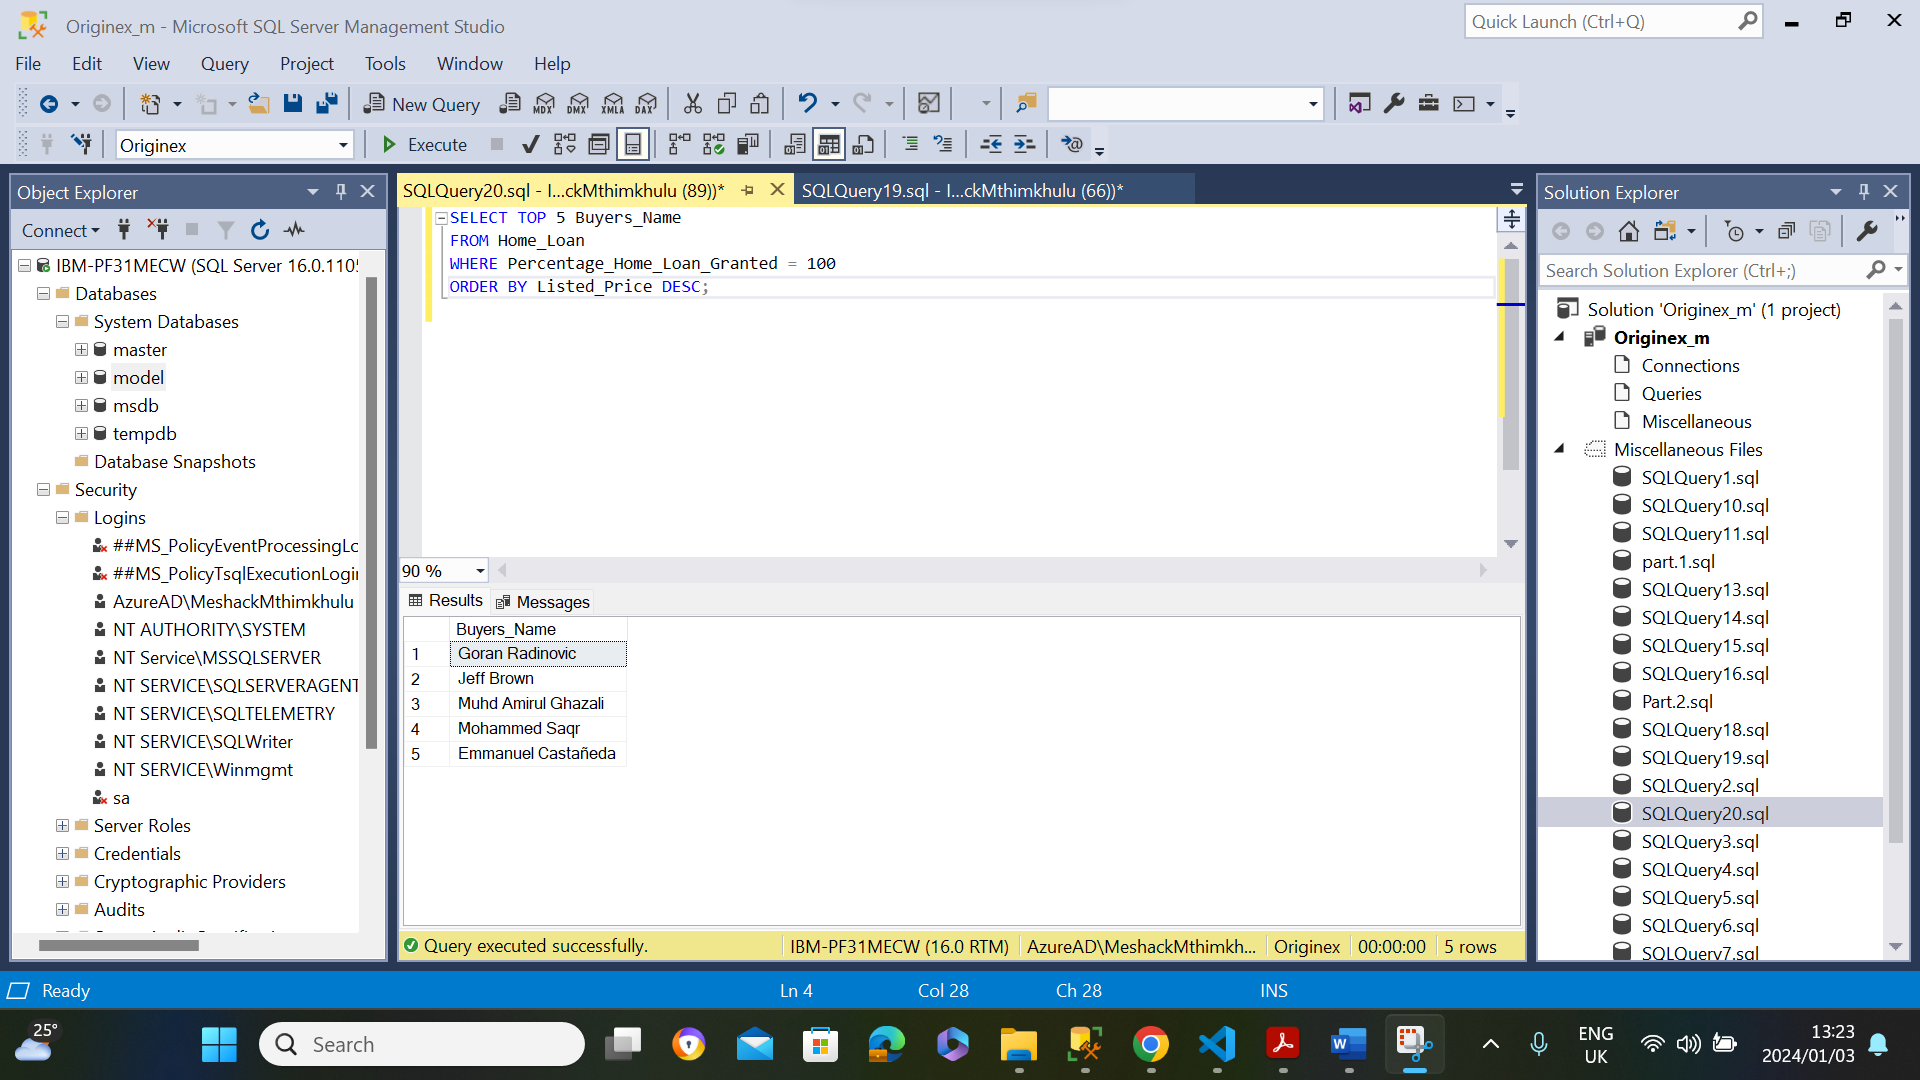 Originex_m - Microsoft SQL Server Management Studio
Quick Launch (Ctrl+Q)
File Edit View Query Project Tools Window Help
New Query MDX DMX XMLA DAX
Originex Execute
Object Explorer
Connect
IBM-PF31MECW (SQL Server 16.0.1105
Databases
System Databases
master
model
msdb
tempdb
Database Snapshots
Security
Logins
##MS_PolicyEventProcessingLo
##MS_PolicyTsqlExecutionLogin
AzureAD\MeshackMthimkhulu
NT AUTHORITY\SYSTEM
NT Service\MSSQLSERVER
NT SERVICE\SQLSERVERAGENT
NT SERVICE\SQLTELEMETRY
NT SERVICE\SQLWriter
NT SERVICE\Winmgmt
sa
Server Roles
Credentials
Cryptographic Providers
Audits
SQLQuery20.sql - I...ckMthimkhulu (89))* SQLQuery19.sql - I...ckMthimkhulu (66))*
SELECT TOP 5 Buyers_Name
FROM Home_Loan
WHERE Percentage_Home_Loan_Granted = 100
ORDER BY Listed_Price DESC;
90 %
Results Messages
Buyers_Name
1 Goran Radinovic
2 Jeff Brown
3 Muhd Amirul Ghazali
4 Mohammed Saqr
5 Emmanuel Castañeda
Query executed successfully. IBM-PF31MECW (16.0 RTM) AzureAD\MeshackMthimkh... Originex 00:00:00 5 rows
Solution Explorer
Search Solution Explorer (Ctrl+;)
Solution 'Originex_m' (1 project)
Originex_m
Connections
Queries
Miscellaneous
Miscellaneous Files
SQLQuery1.sql
SQLQuery10.sql
SQLQuery11.sql
part.1.sql
SQLQuery13.sql
SQLQuery14.sql
SQLQuery15.sql
SQLQuery16.sql
Part.2.sql
SQLQuery18.sql
SQLQuery19.sql
SQLQuery2.sql
SQLQuery20.sql
SQLQuery3.sql
SQLQuery4.sql
SQLQuery5.sql
SQLQuery6.sql
SQLQuery7.sql
Ready Ln 4 Col 28 Ch 28 INS
25°
Search
ENG
UK
13:23
2024/01/03